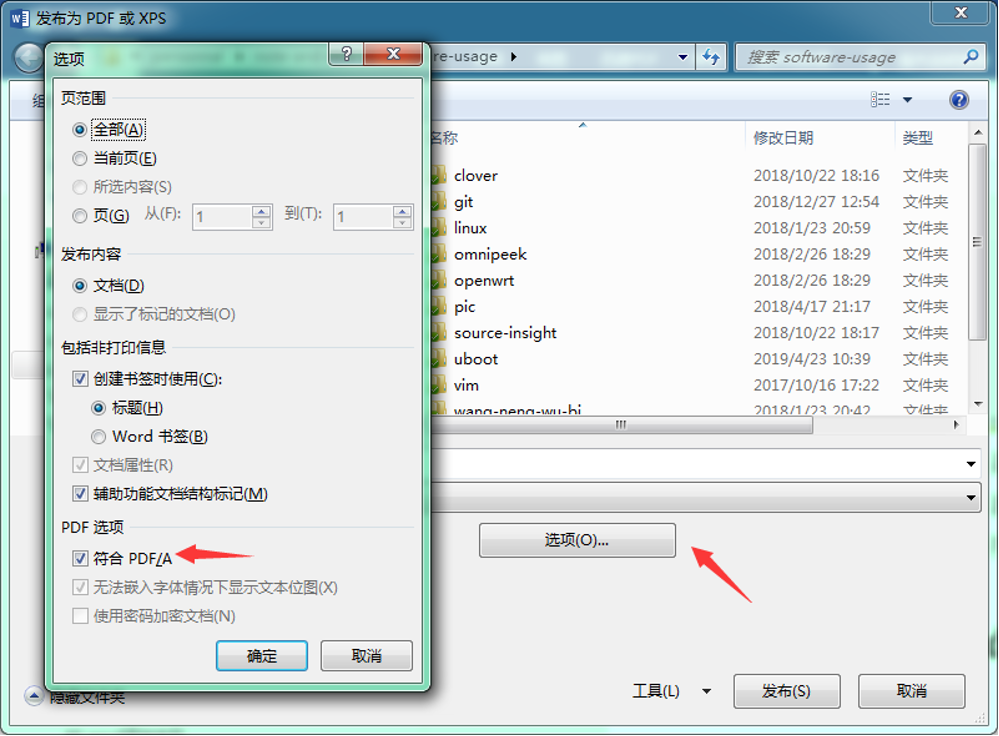 发布为 PDF 或 XPS
选项
re-usage
搜索 software-usage
组
页范围
全部(A)
当前页(E)
所选内容(S)
页(G) 从(F): 1 到(T): 1
发布内容
文档(D)
显示了标记的文档(O)
包括非打印信息
创建书签时使用(C):
标题(H)
Word 书签(B)
文档属性(R)
辅助功能文档结构标记(M)
PDF 选项
符合 PDF/A
无法嵌入字体情况下显示文本位图(X)
使用密码加密文档(N)
确定 取消
名称 修改日期 类型
clover 2018/10/22 18:16 文件夹
git 2018/12/27 12:54 文件夹
linux 2018/1/23 20:59 文件夹
omnipeek 2018/2/26 18:29 文件夹
openwrt 2018/2/26 18:29 文件夹
pic 2018/4/17 21:17 文件夹
source-insight 2018/10/22 18:17 文件夹
uboot 2019/4/23 10:39 文件夹
vim 2017/10/16 17:22 文件夹
wang-neng-wu-bi 2018/1/23 20:42 文件夹
选项(O)...
隐藏文件夹
工具(L) 发布(S) 取消